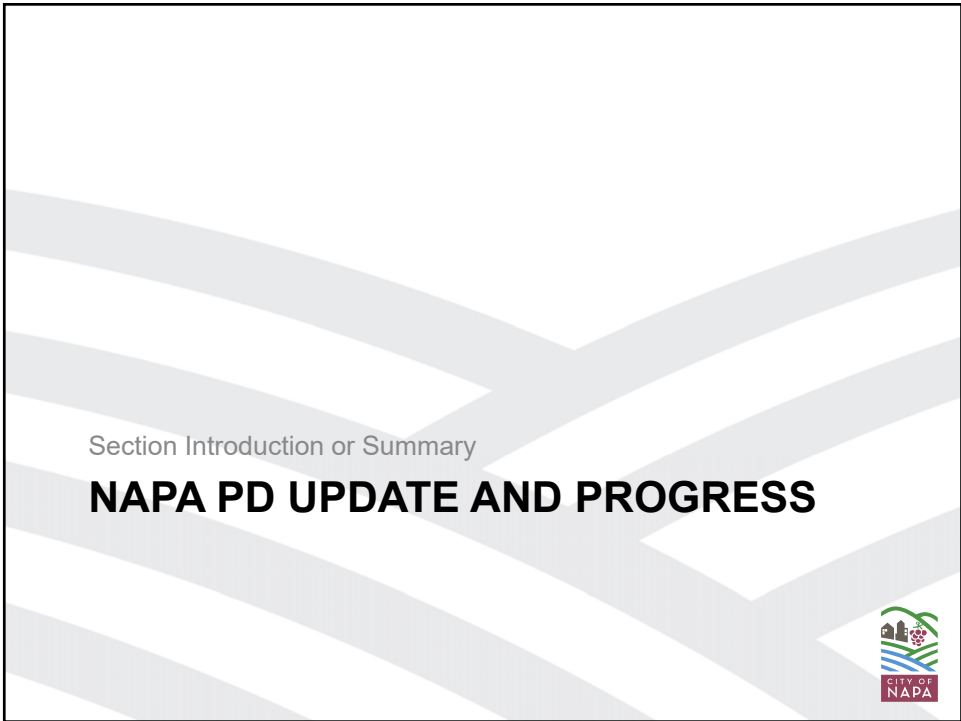 Section Introduction or Summary
NAPA PD UPDATE AND PROGRESS
CITY OF
NAPA